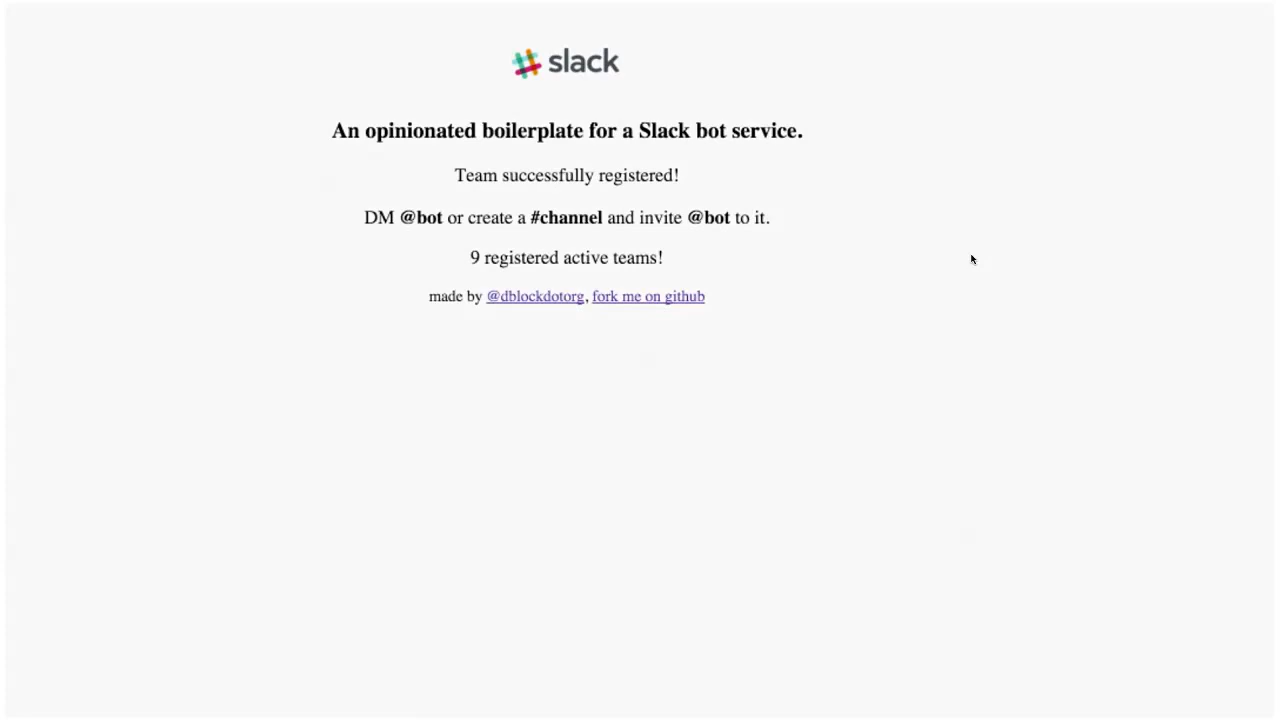 slack
An opinionated boilerplate for a Slack bot service.
Team successfully registered!
DM @bot or create a #channel and invite @bot to it.
9 registered active teams!
made by @dblockdotorg, fork me on github